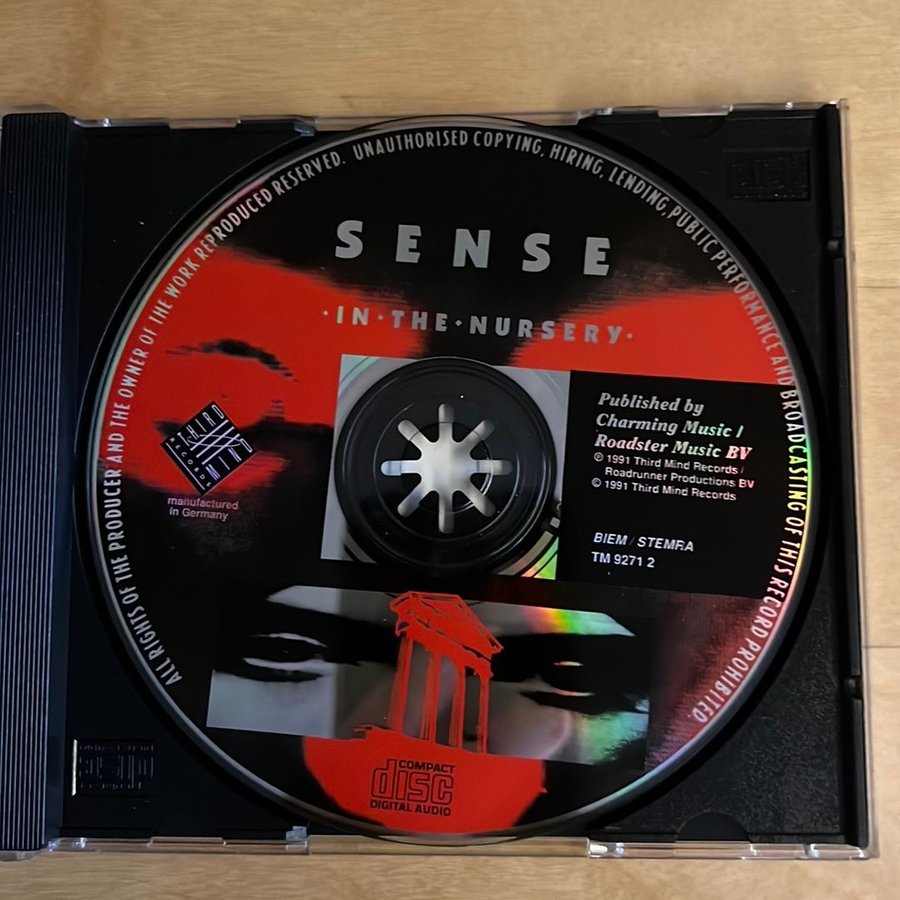 ALL RIGHTS OF THE PRODUCER AND THE OWNER OF THE WORK REPRODUCED RESERVED. UNAUTHORISED COPYING, HIRING, LENDING, PUBLIC PERFORMANCE AND BROADCASTING OF THIS RECORD PROHIBITED.
SENSE
·IN·THE·NURSERY·
THIRD
MIND
RECORDS
manufactured
in Germany
Published by
Charming Music /
Roadster Music BV
℗ 1991 Third Mind Records /
Roadrunner Productions BV
© 1991 Third Mind Records
BIEM / STEMRA
TM 9271 2
COMPACT
disc
DIGITAL AUDIO
disc